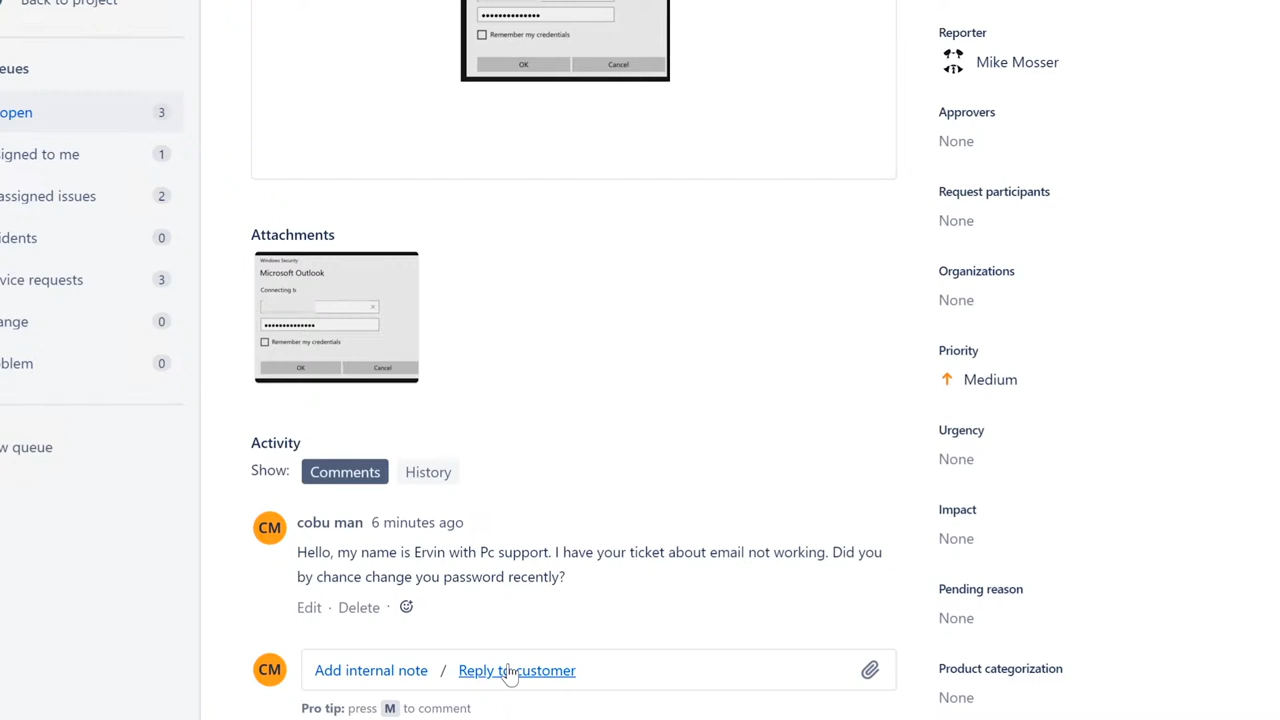 Back to project
ueues
open 3
igned to me 1
assigned issues 2
idents 0
vice requests 3
ange 0
blem 0
w queue
••••••••••••••
Remember my credentials
OK Cancel
Attachments
Windows Security
Microsoft Outlook
Connecting t
••••••••••••••
Remember my credentials
OK Cancel
Activity
Show: Comments History
CM cobu man 6 minutes ago
Hello, my name is Ervin with Pc support. I have your ticket about email not working. Did you
by chance change you password recently?
Edit · Delete ·
CM Add internal note / Reply to customer
Pro tip: press M to comment
Reporter
Mike Mosser
Approvers
None
Request participants
None
Organizations
None
Priority
Medium
Urgency
None
Impact
None
Pending reason
None
Product categorization
None